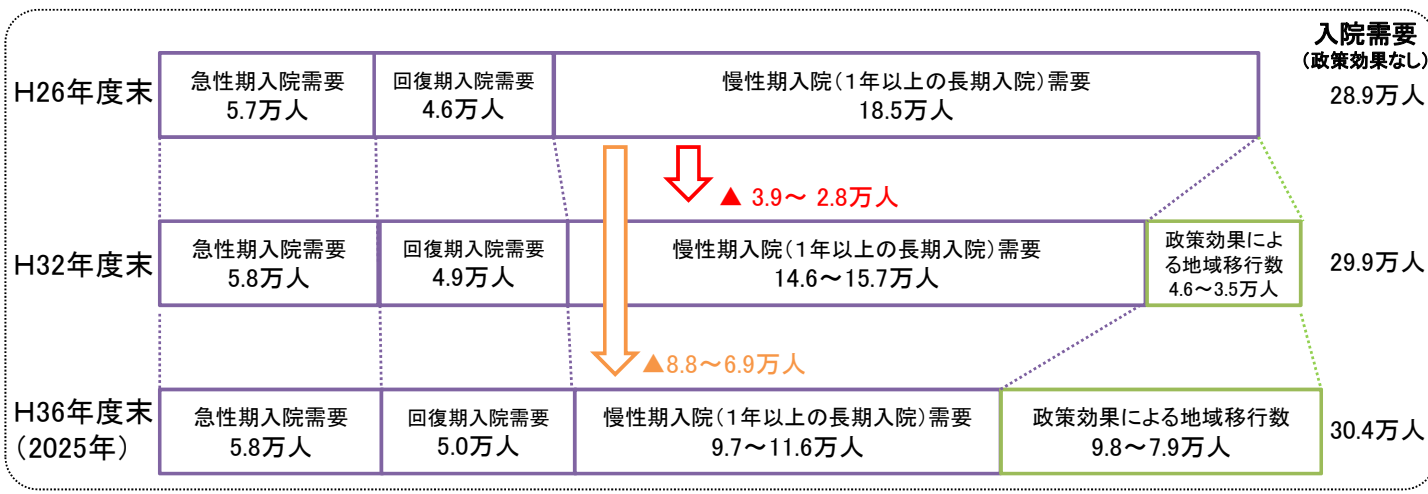 入院需要
(政策効果なし)
H26年度末
急性期入院需要
5.7万人
回復期入院需要
4.6万人
慢性期入院(1年以上の長期入院)需要
18.5万人
28.9万人
▲ 3.9～ 2.8万人
H32年度末
急性期入院需要
5.8万人
回復期入院需要
4.9万人
慢性期入院(1年以上の長期入院)需要
14.6～15.7万人
政策効果によ
る地域移行数
4.6～3.5万人
29.9万人
▲8.8～6.9万人
H36年度末
(2025年)
急性期入院需要
5.8万人
回復期入院需要
5.0万人
慢性期入院(1年以上の長期入院)需要
9.7～11.6万人
政策効果による地域移行数
9.8～7.9万人
30.4万人